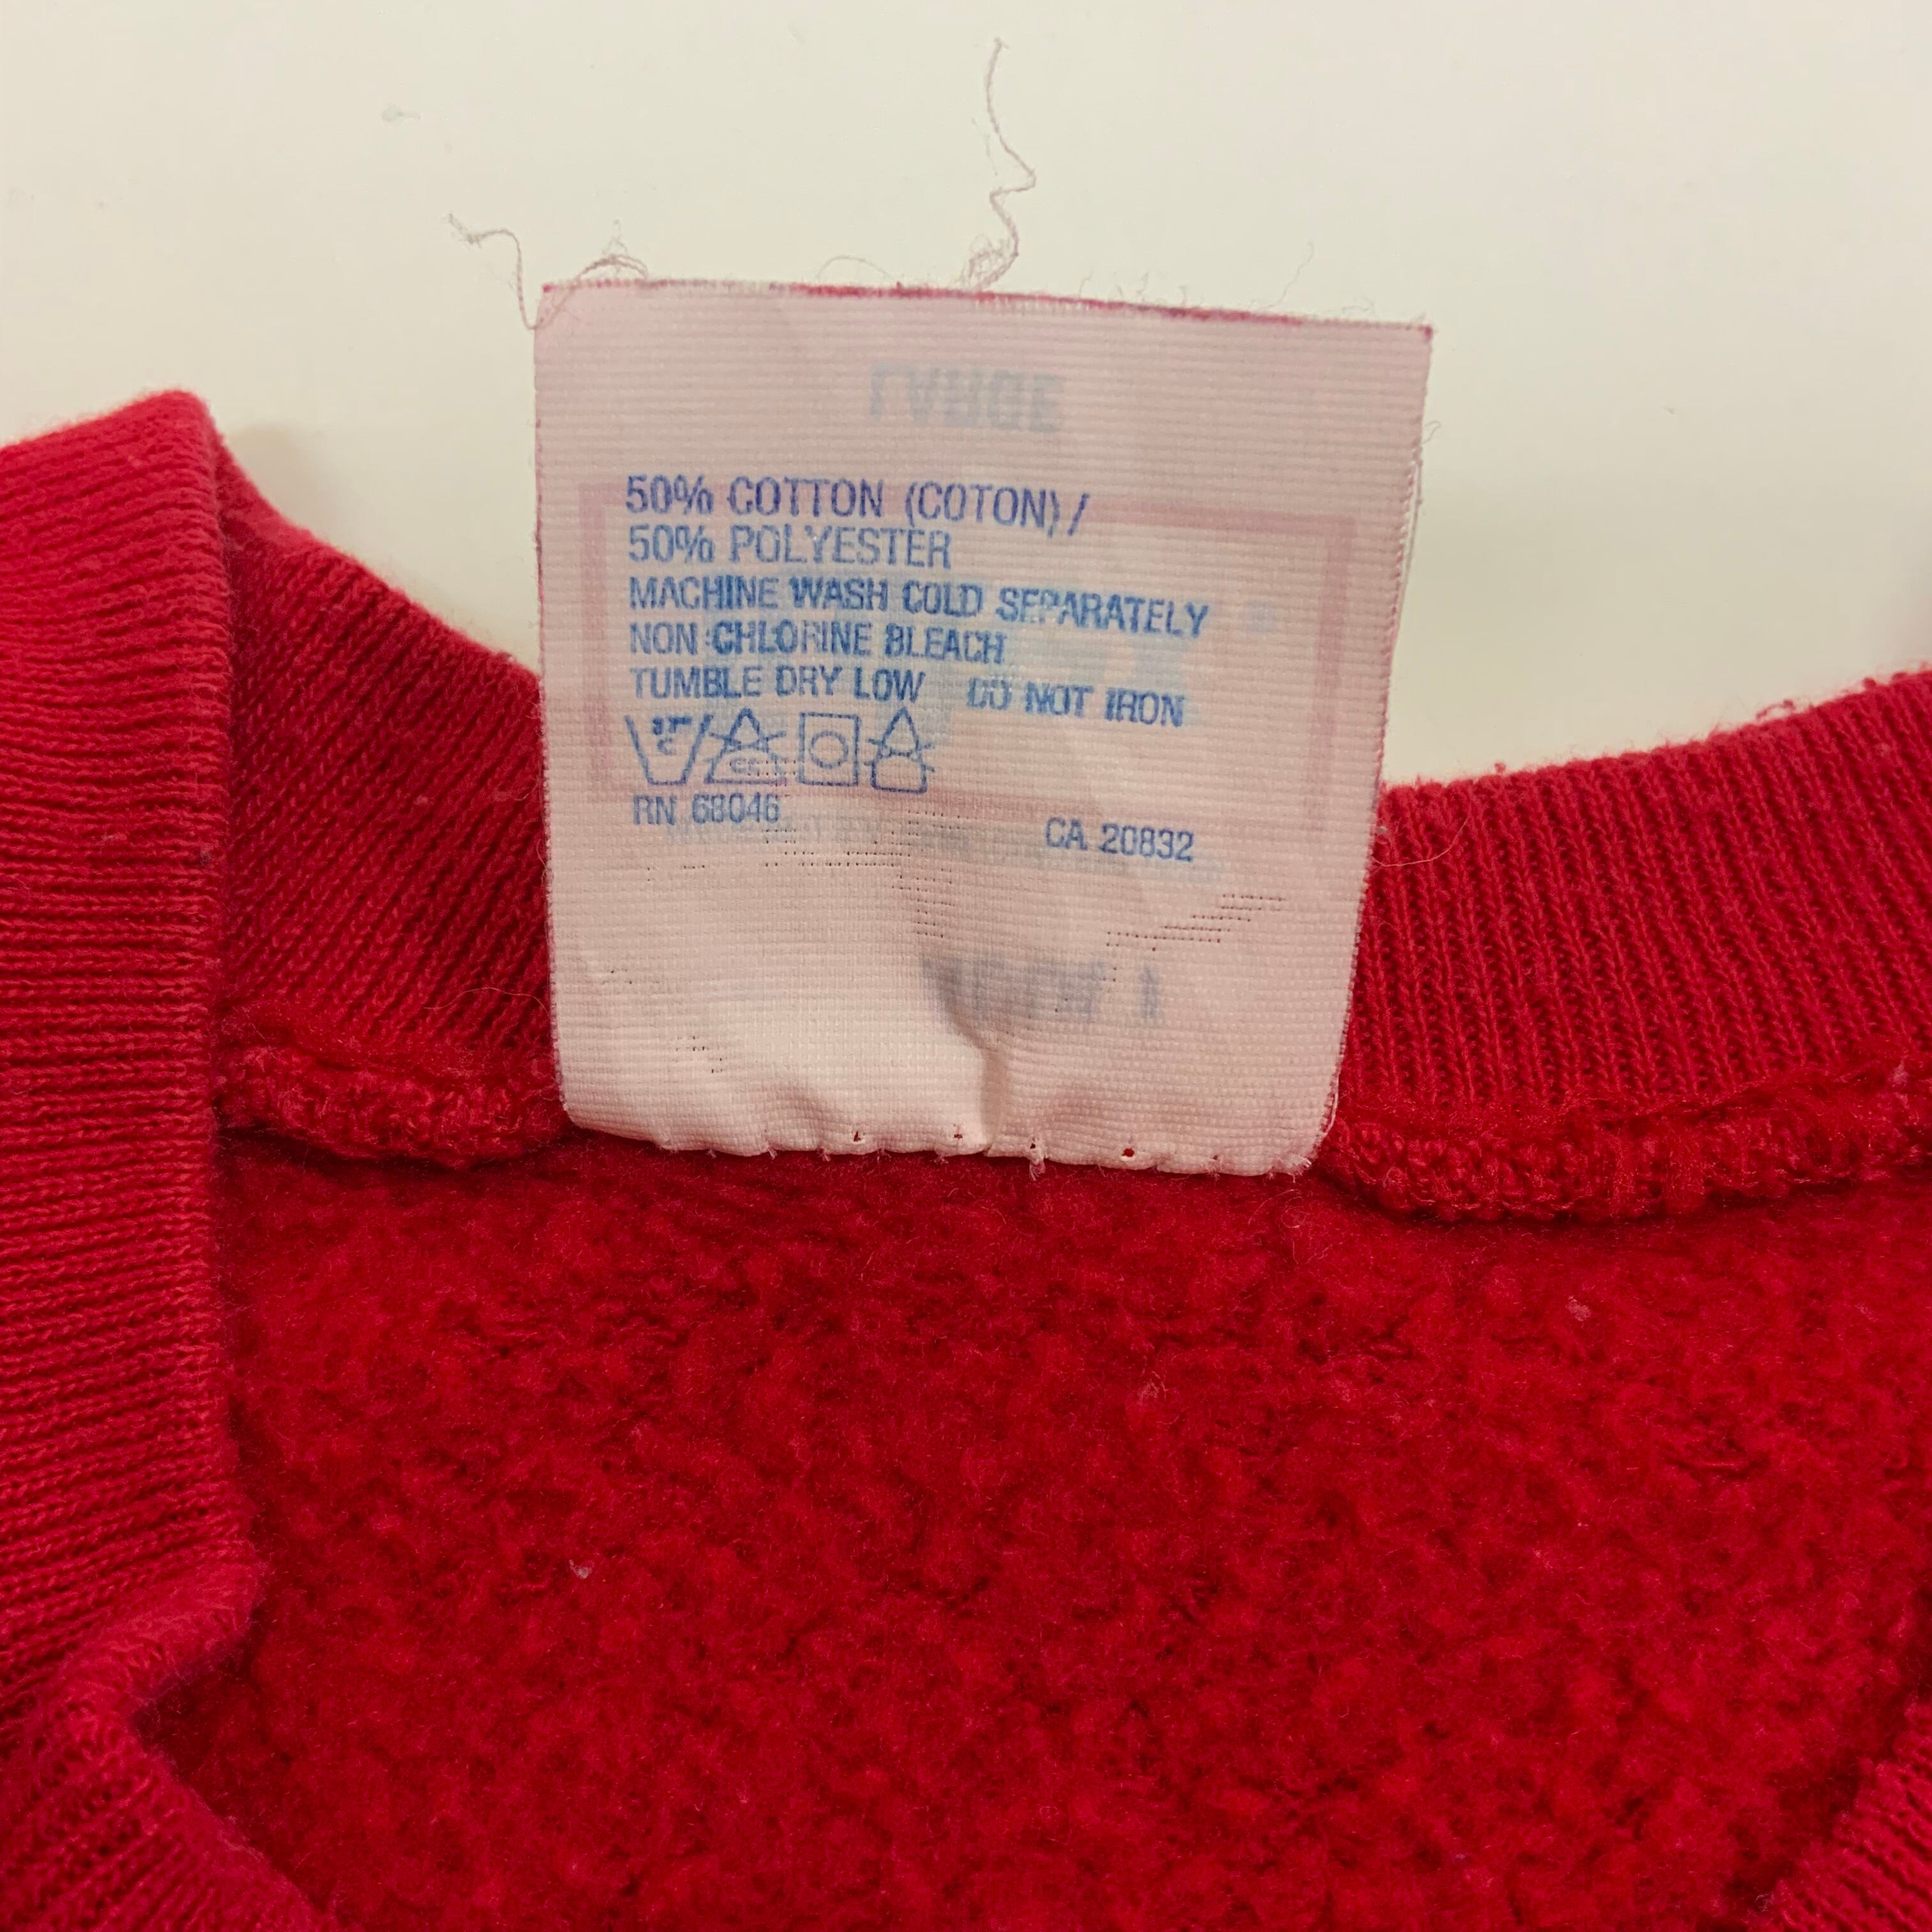 LARGE
50% COTTON (COTON) /
50% POLYESTER
MACHINE WASH COLD SEPARATELY
NON CHLORINE BLEACH
TUMBLE DRY LOW DO NOT IRON
RN 68046 CA 20832